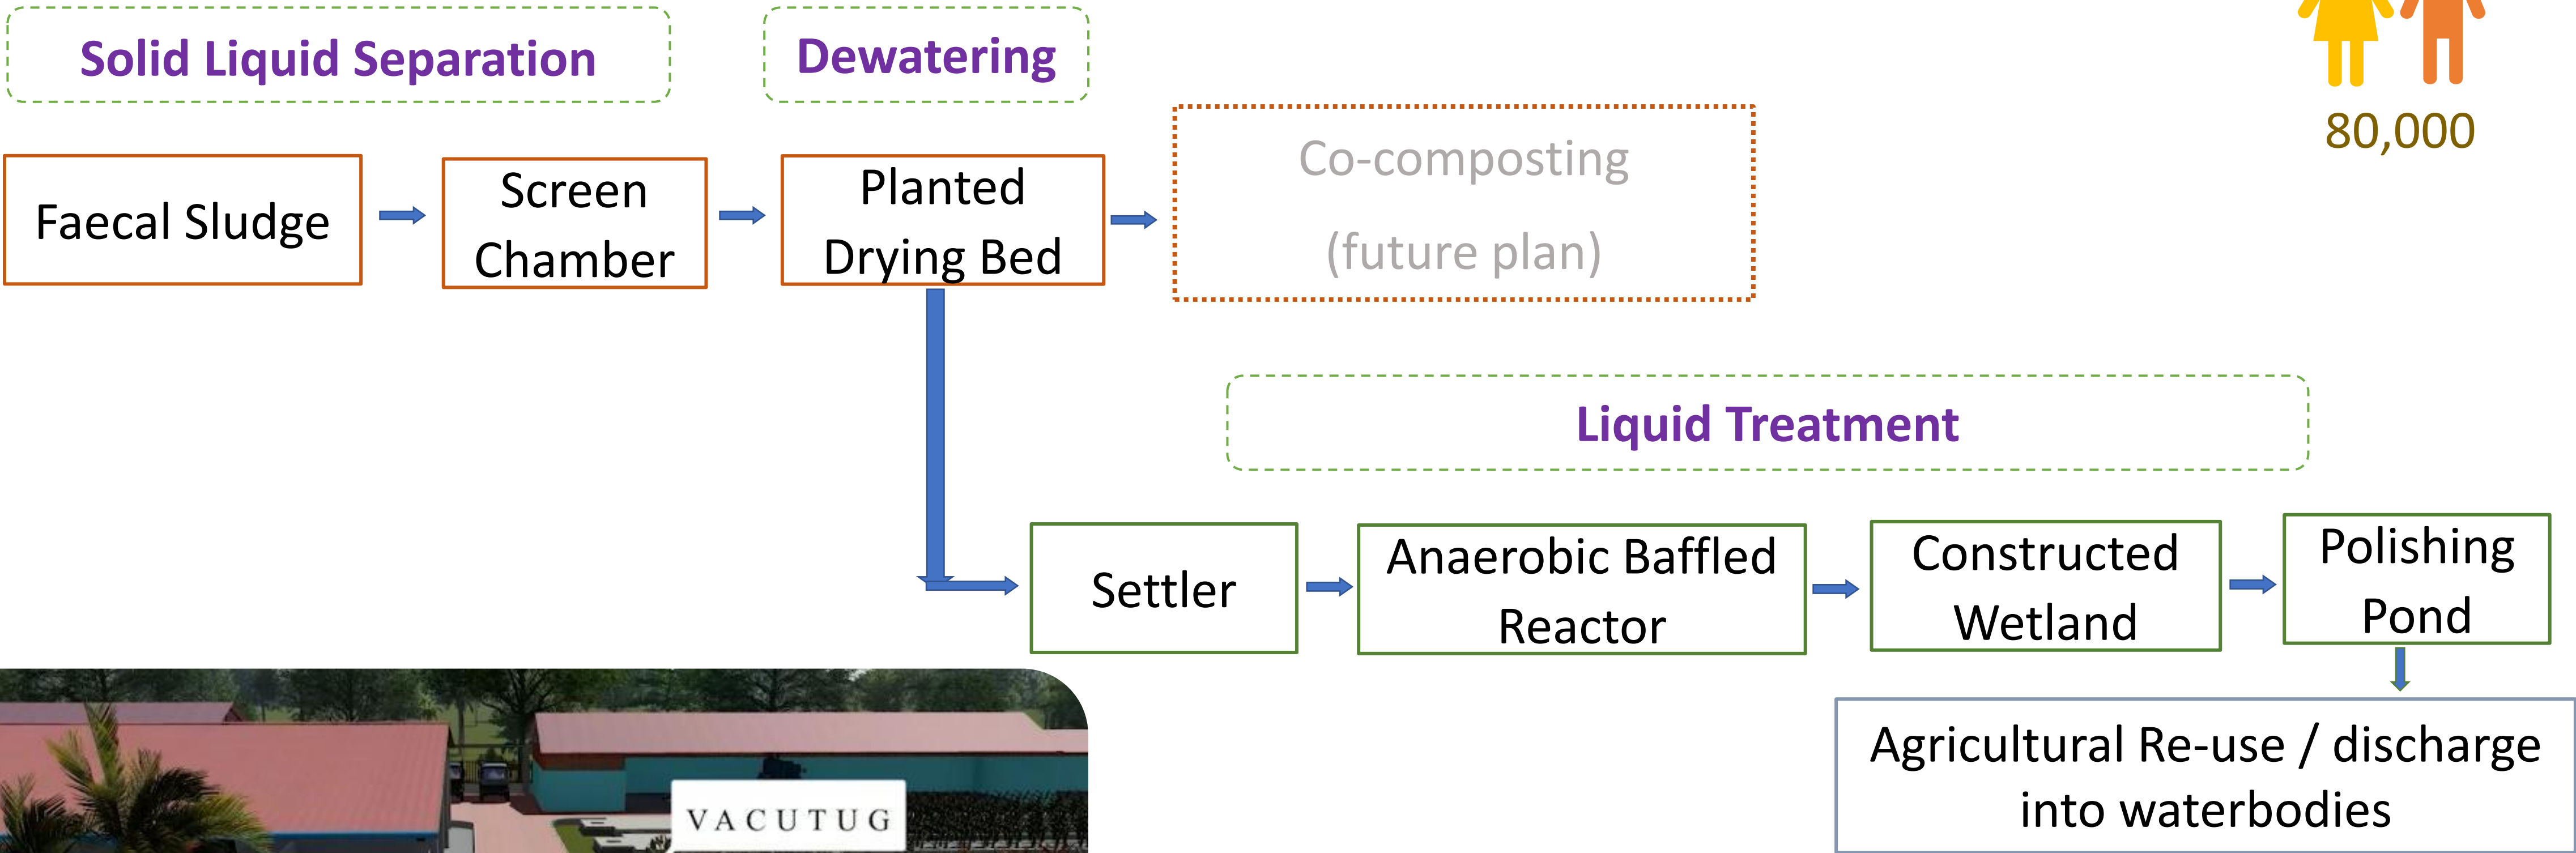 Solid Liquid Separation
Dewatering
80,000
Faecal Sludge
Screen
Chamber
Planted
Drying Bed
Co-composting
(future plan)
Liquid Treatment
Settler
Anaerobic Baffled
Reactor
Constructed
Wetland
Polishing
Pond
Agricultural Re-use / discharge
into waterbodies
VACUTUG